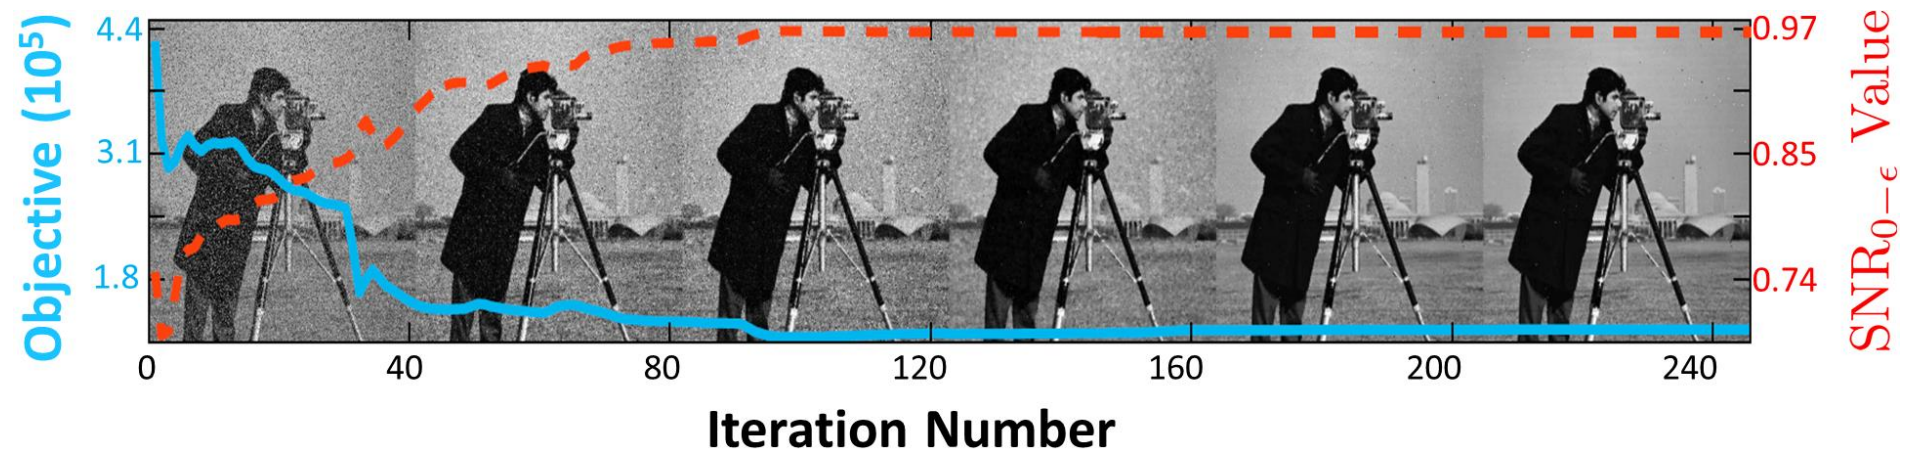 Objective (10⁵)
4.4
3.1
1.8
0.97
0.85
0.74
SNR₀₋ϵ Value
0 40 80 120 160 200 240
Iteration Number